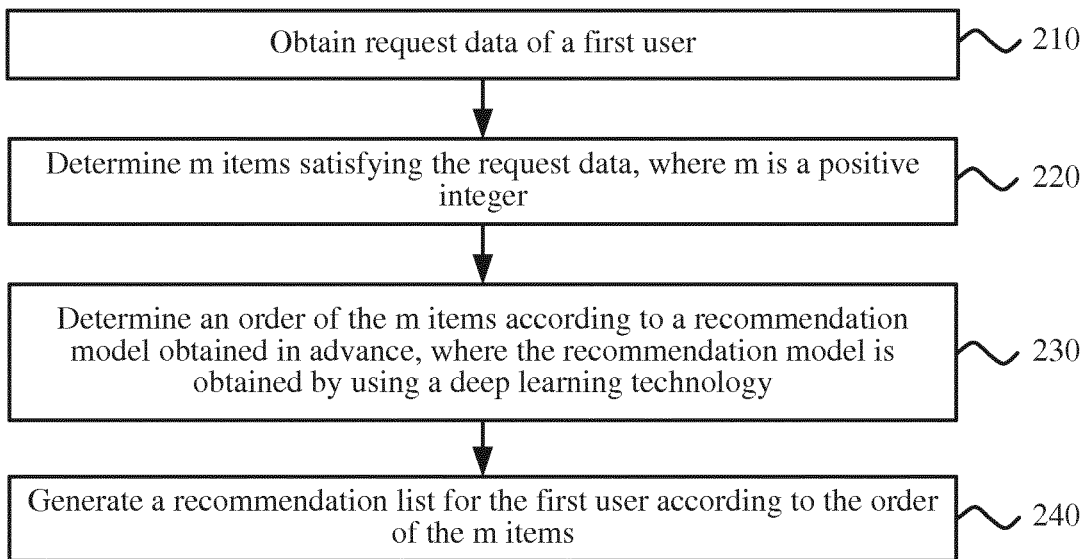 Obtain request data of a first user
210
Determine m items satisfying the request data, where m is a positive
integer
220
Determine an order of the m items according to a recommendation
model obtained in advance, where the recommendation model is
obtained by using a deep learning technology
230
Generate a recommendation list for the first user according to the order
of the m items
240